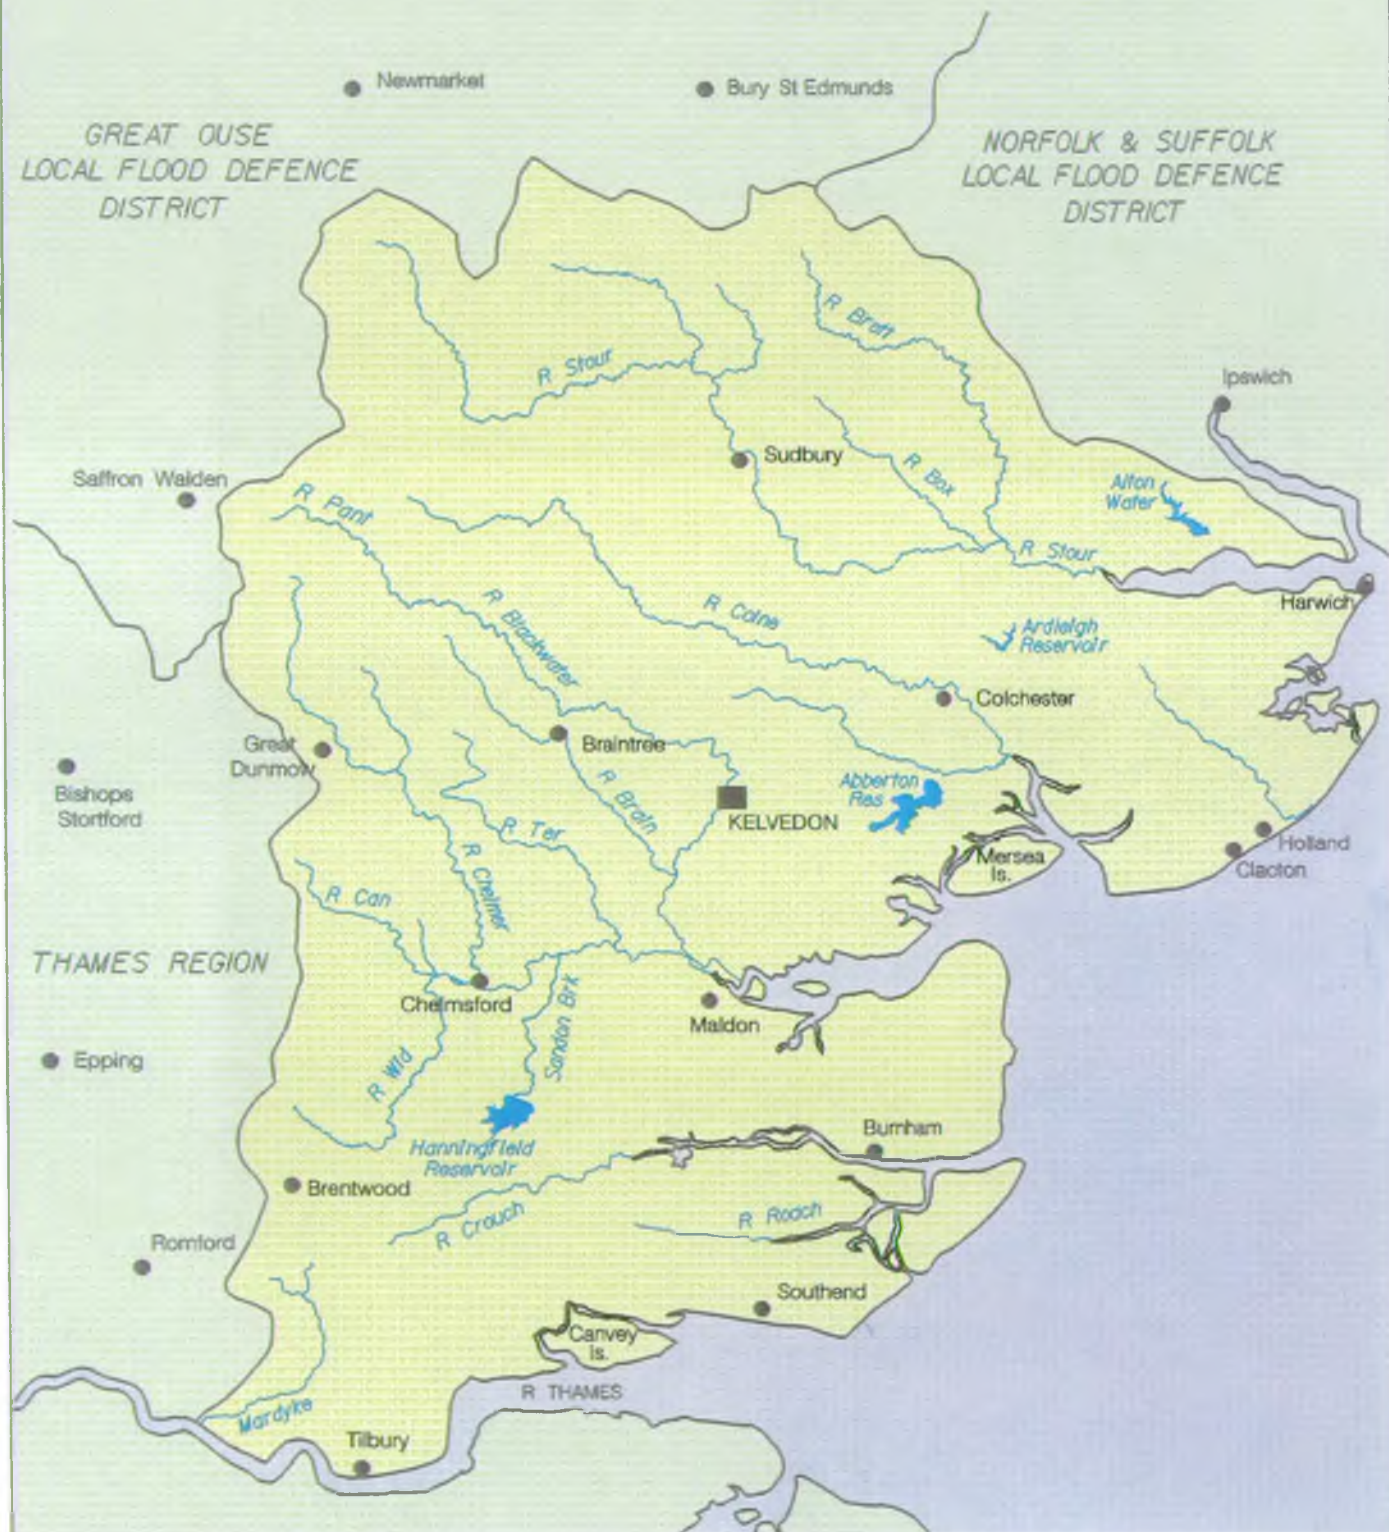 Newmarket
Bury St Edmunds
GREAT OUSE
LOCAL FLOOD DEFENCE
DISTRICT
NORFOLK & SUFFOLK
LOCAL FLOOD DEFENCE
DISTRICT
R Brett
R Stour
Ipswich
Sudbury
R Box
Saffron Walden
Alton
Water
R Pant
R Stour
Harwich
R Blackwater
R Colne
Ardleigh
Reservoir
Colchester
Great
Dunmow
Braintree
Bishops
Stortford
Abberton
Res
R Brain
KELVEDON
R Ter
Holland
Clacton
Mersea
Is.
R Chelmer
R Can
THAMES REGION
Chelmsford
Sandon Brk
Maldon
Epping
R Wid
Hanningfield
Reservoir
Burnham
Brentwood
R Crouch
R Roach
Romford
Southend
Canvey
Is.
R THAMES
Mardyke
Tilbury